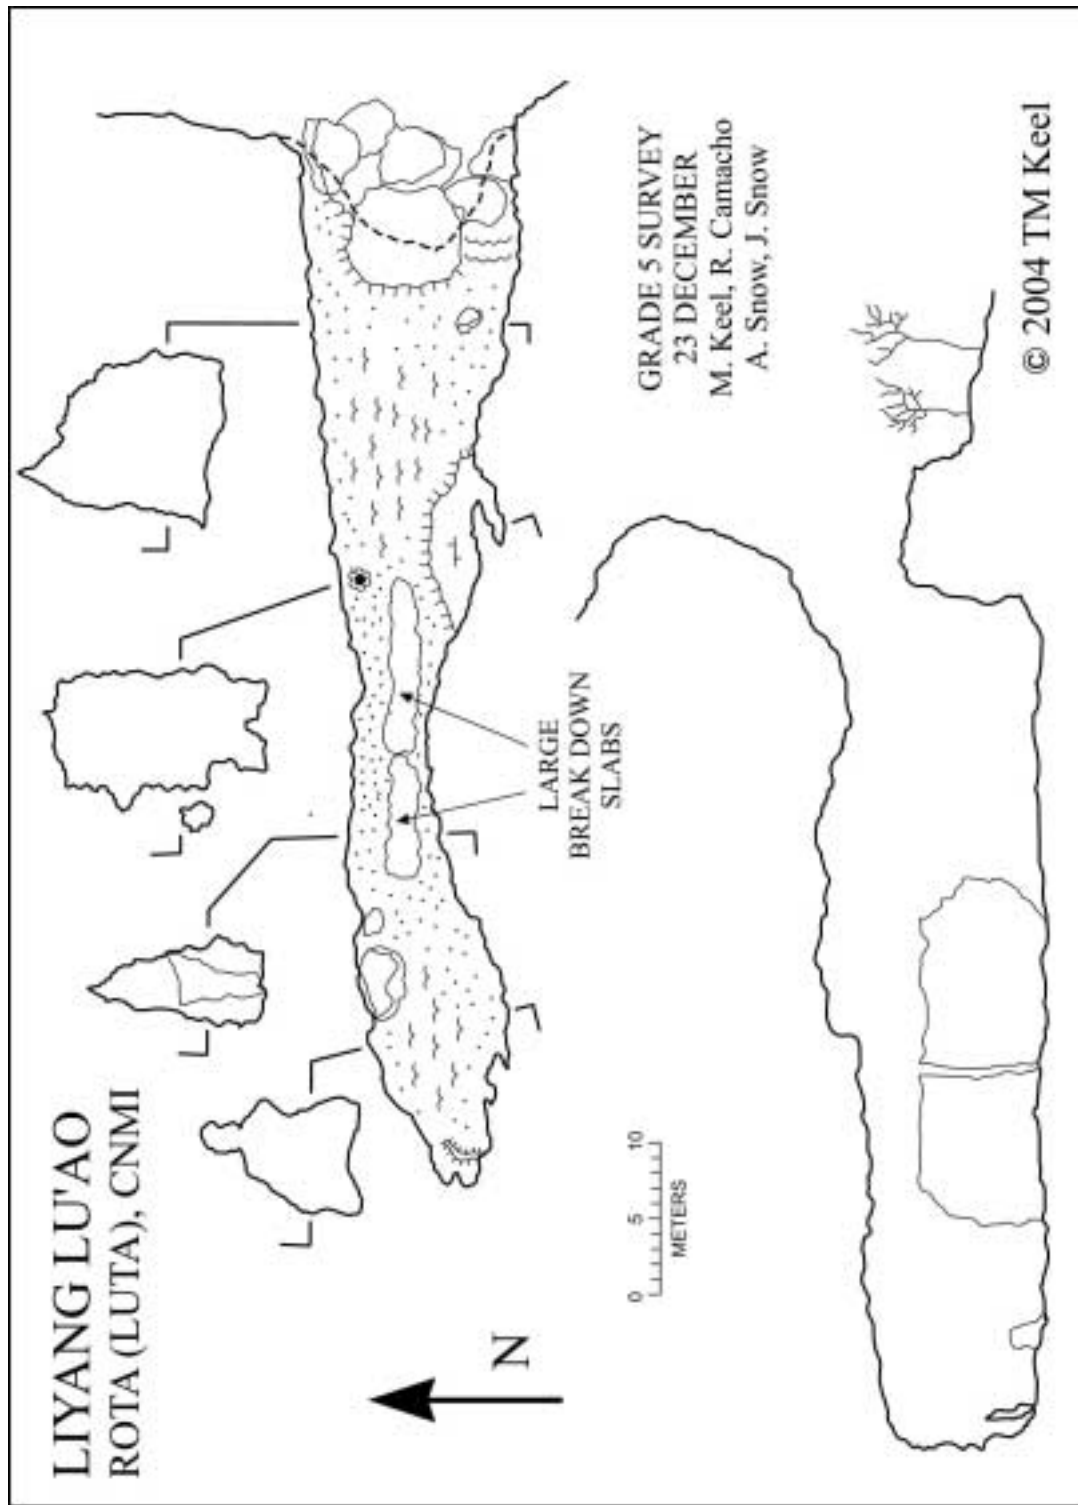 LIYANG LU'AO
ROTA (LUTA), CNMI
N
0 5 10
METERS
LARGE
BREAK DOWN
SLABS
GRADE 5 SURVEY
23 DECEMBER
M. Keel, R. Camacho
A. Snow, J. Snow
© 2004 TM Keel